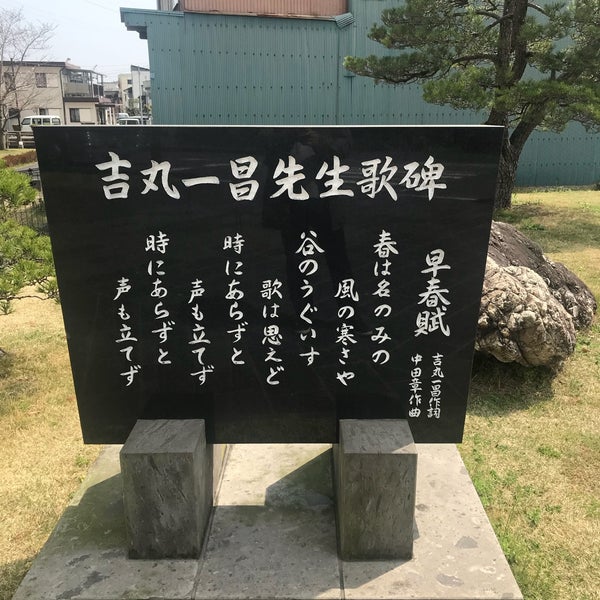 吉丸一昌先生歌碑
早春賦
吉丸一昌作詞
中田章作曲
春は名のみの
風の寒さや
谷のうぐいす
歌は思えど
時にあらずと
声も立てず
時にあらずと
声も立てず